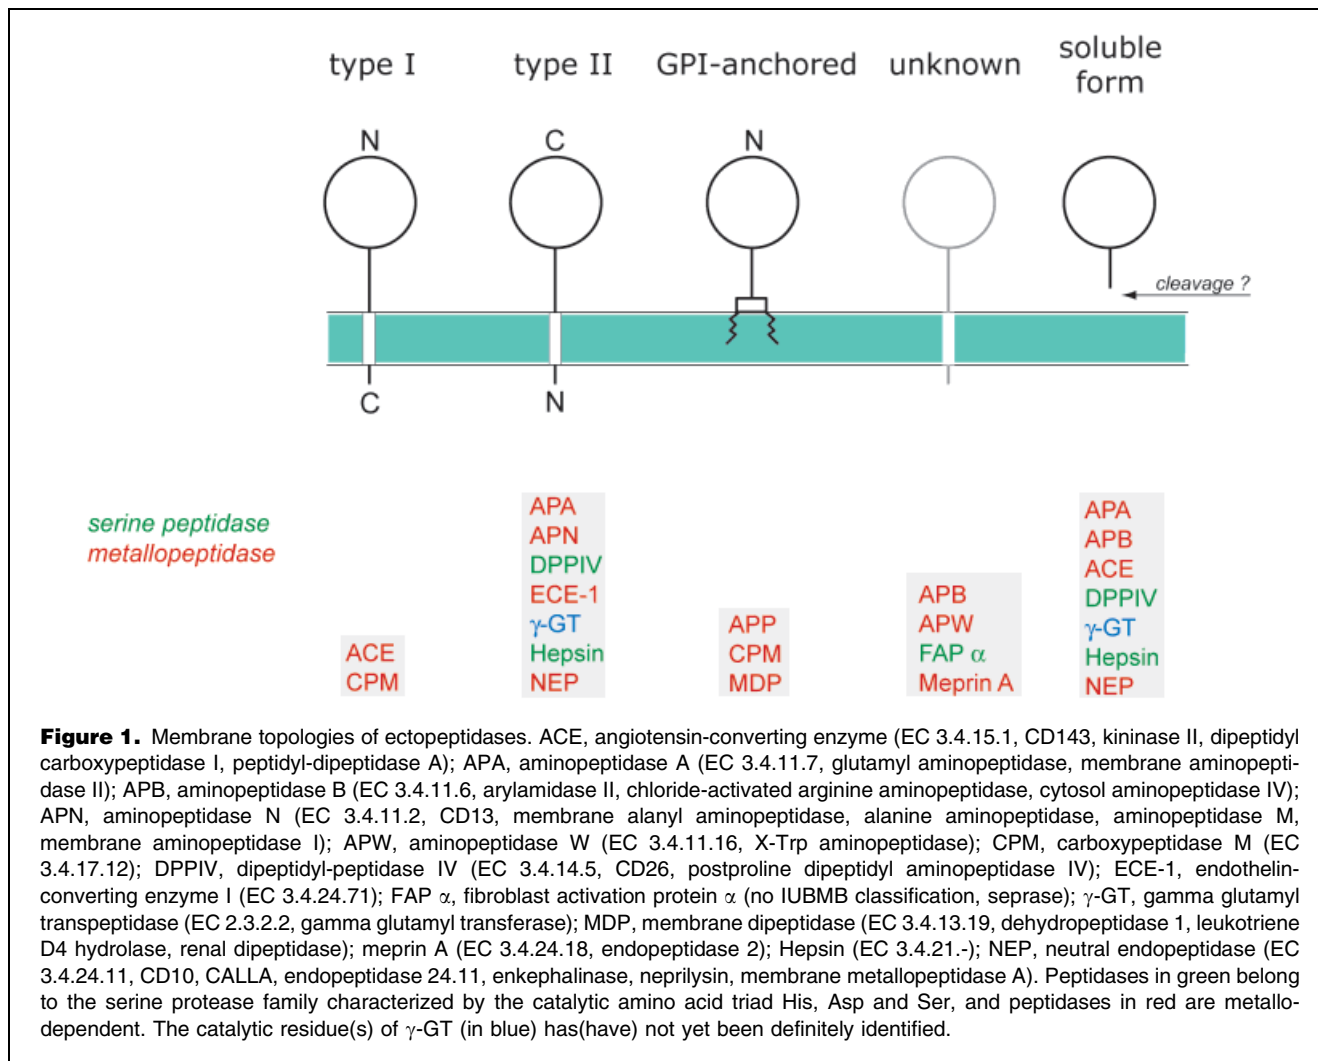 type I
type II
GPI-anchored
unknown
soluble
form
N
C
N
cleavage ?
C
N
serine peptidase
metallopeptidase
ACE
CPM
APA
APN
DPPIV
ECE-1
γ-GT
Hepsin
NEP
APP
CPM
MDP
APB
APW
FAP α
Meprin A
APA
APB
ACE
DPPIV
γ-GT
Hepsin
NEP
Figure 1. Membrane topologies of ectopeptidases. ACE, angiotensin-converting enzyme (EC 3.4.15.1, CD143, kininase II, dipeptidyl
carboxypeptidase I, peptidyl-dipeptidase A); APA, aminopeptidase A (EC 3.4.11.7, glutamyl aminopeptidase, membrane aminopepti-
dase II); APB, aminopeptidase B (EC 3.4.11.6, arylamidase II, chloride-activated arginine aminopeptidase, cytosol aminopeptidase IV);
APN, aminopeptidase N (EC 3.4.11.2, CD13, membrane alanyl aminopeptidase, alanine aminopeptidase, aminopeptidase M,
membrane aminopeptidase I); APW, aminopeptidase W (EC 3.4.11.16, X-Trp aminopeptidase); CPM, carboxypeptidase M (EC
3.4.17.12); DPPIV, dipeptidyl-peptidase IV (EC 3.4.14.5, CD26, postproline dipeptidyl aminopeptidase IV); ECE-1, endothelin-
converting enzyme I (EC 3.4.24.71); FAP α, fibroblast activation protein α (no IUBMB classification, seprase); γ-GT, gamma glutamyl
transpeptidase (EC 2.3.2.2, gamma glutamyl transferase); MDP, membrane dipeptidase (EC 3.4.13.19, dehydropeptidase 1, leukotriene
D4 hydrolase, renal dipeptidase); meprin A (EC 3.4.24.18, endopeptidase 2); Hepsin (EC 3.4.21.-); NEP, neutral endopeptidase (EC
3.4.24.11, CD10, CALLA, endopeptidase 24.11, enkephalinase, neprilysin, membrane metallopeptidase A). Peptidases in green belong
to the serine protease family characterized by the catalytic amino acid triad His, Asp and Ser, and peptidases in red are metallo-
dependent. The catalytic residue(s) of γ-GT (in blue) has(have) not yet been definitely identified.